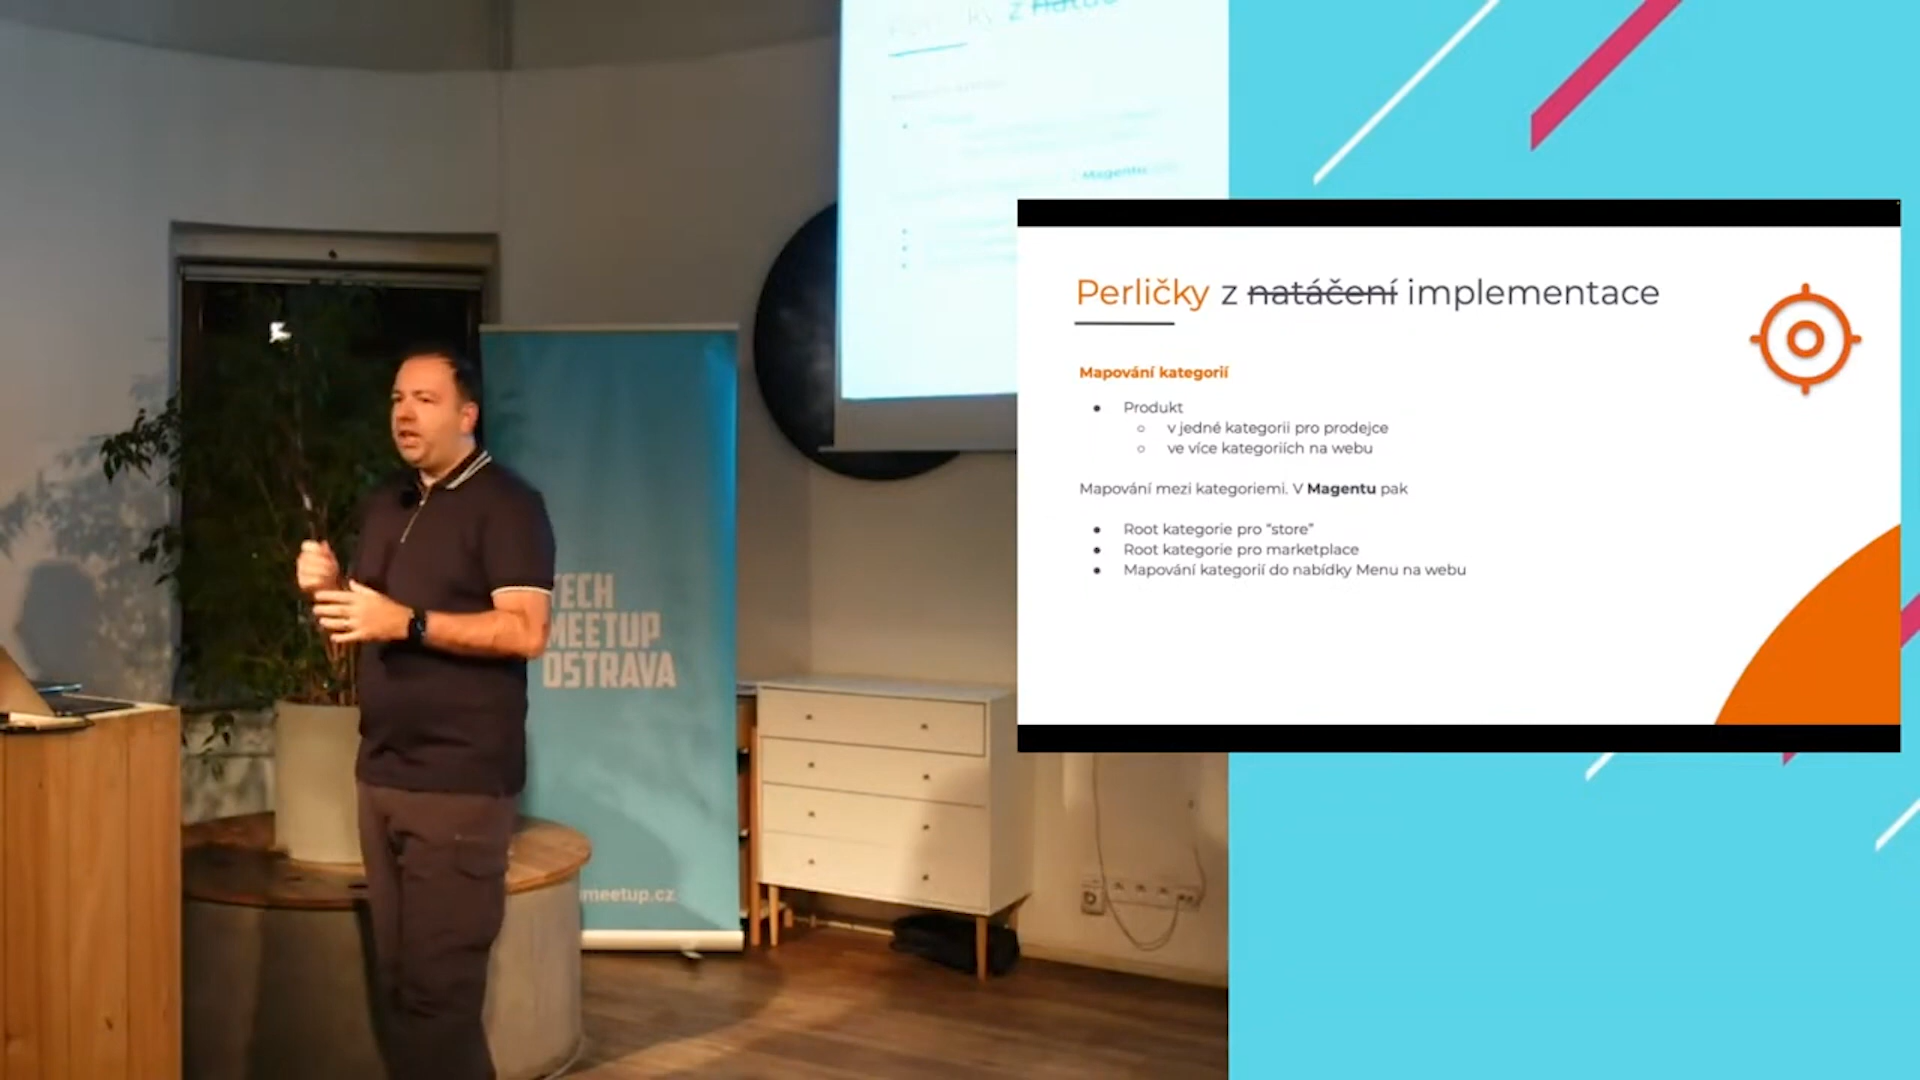 Perličky z natáčení implementace
Mapování kategorií
● Produkt
○ v jedné kategorii pro prodejce
○ ve více kategoriích na webu
Mapování mezi kategoriemi. V Magentu pak
● Root kategorie pro “store”
● Root kategorie pro marketplace
● Mapování kategorií do nabídky Menu na webu
Magentu
TECH
MEETUP
OSTRAVA
meetup.cz